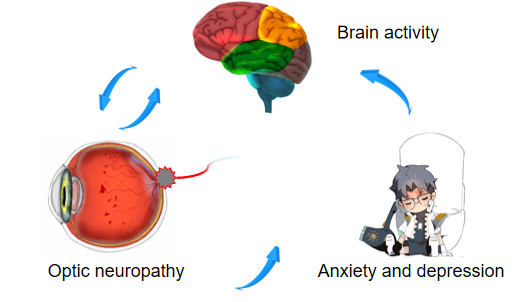 Brain activity
Optic neuropathy
Anxiety and depression